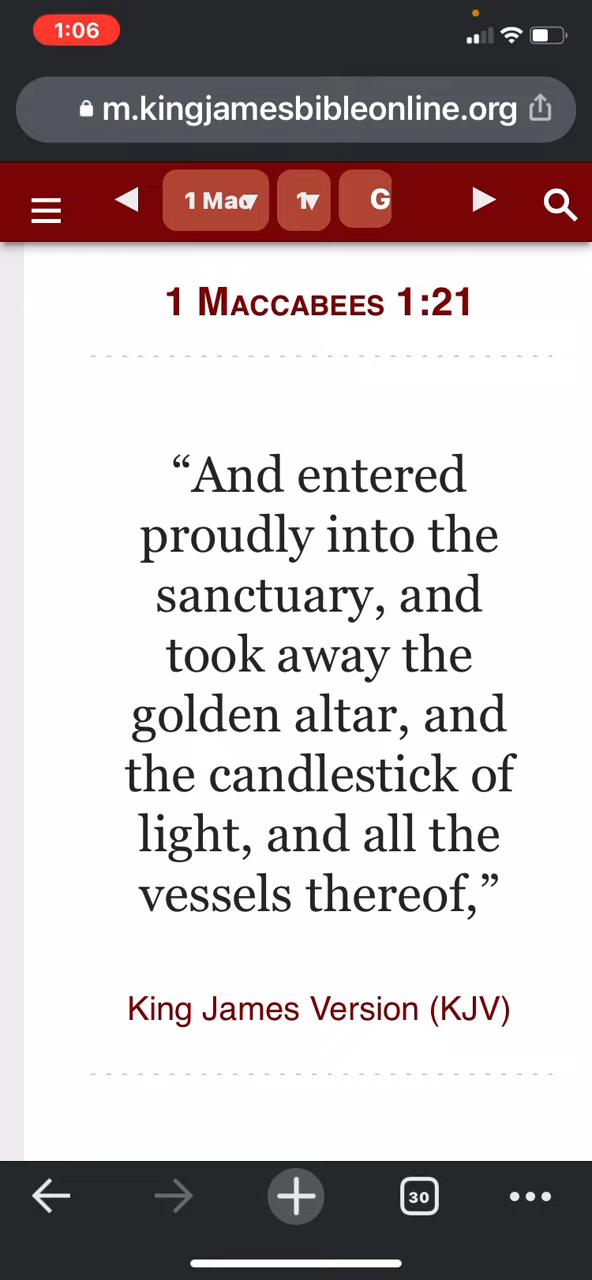 1:06
m.kingjamesbibleonline.org
1 Mac 1 G
1 MACCABEES 1:21
“And entered
proudly into the
sanctuary, and
took away the
golden altar, and
the candlestick of
light, and all the
vessels thereof,”
King James Version (KJV)
30